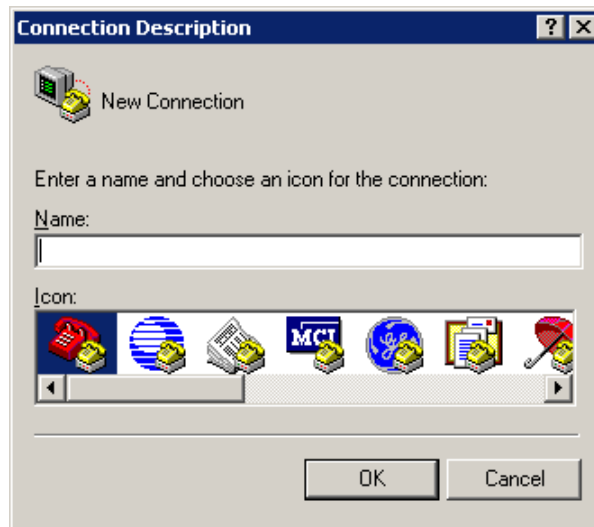 Connection Description
New Connection
Enter a name and choose an icon for the connection:
Name:
Icon:
MCI
OK
Cancel